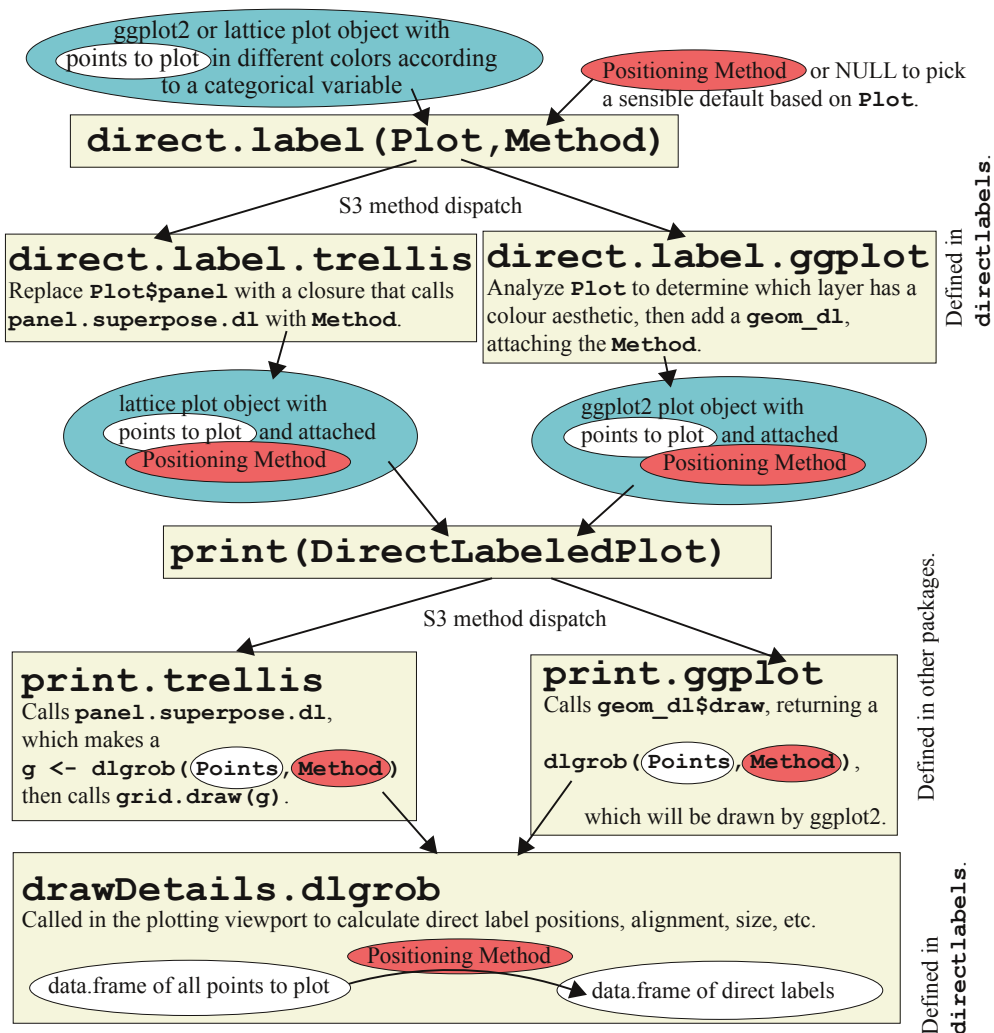 ggplot2 or lattice plot object with
points to plot in different colors according
to a categorical variable
Positioning Method or NULL to pick
a sensible default based on Plot.
direct.label(Plot,Method)
S3 method dispatch
direct.label.trellis
Replace Plot$panel with a closure that calls
panel.superpose.dl with Method.
direct.label.ggplot
Analyze Plot to determine which layer has a
colour aesthetic, then add a geom_dl,
attaching the Method.
Defined in
directlabels.
lattice plot object with
points to plot and attached
Positioning Method
ggplot2 plot object with
points to plot and attached
Positioning Method
print(DirectLabeledPlot)
S3 method dispatch
print.trellis
Calls panel.superpose.dl,
which makes a
g <- dlgrob(Points,Method)
then calls grid.draw(g).
print.ggplot
Calls geom_dl$draw, returning a
dlgrob(Points,Method),
which will be drawn by ggplot2.
Defined in other packages.
drawDetails.dlgrob
Called in the plotting viewport to calculate direct label positions, alignment, size, etc.
Positioning Method
data.frame of all points to plot
data.frame of direct labels
Defined in
directlabels.